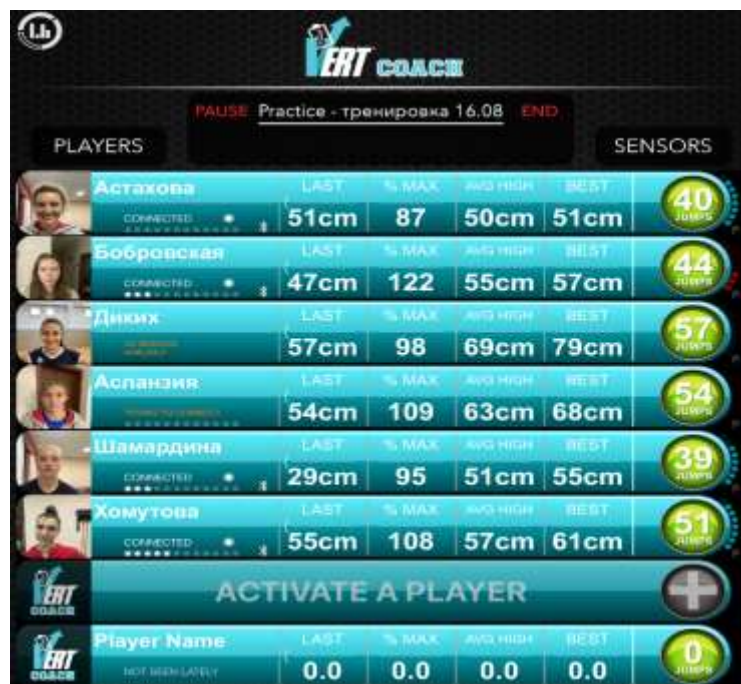 VERT COACH
PAUSE Practice - тренировка 16.08 END
PLAYERS SENSORS
Астахова LAST % MAX AVG HIGH BEST 40 JUMPS
CONNECTED 51cm 87 50cm 51cm
Бобровская LAST % MAX AVG HIGH BEST 44 JUMPS
CONNECTED 47cm 122 55cm 57cm
Диких LAST % MAX AVG HIGH BEST 57 JUMPS
57cm 98 69cm 79cm
Асланзия LAST % MAX AVG HIGH BEST 54 JUMPS
54cm 109 63cm 68cm
Шамардина LAST % MAX AVG HIGH BEST 39 JUMPS
CONNECTED 29cm 95 51cm 55cm
Хомутова LAST % MAX AVG HIGH BEST 51 JUMPS
CONNECTED 55cm 108 57cm 61cm
VERT COACH ACTIVATE A PLAYER
VERT COACH Player Name LAST % MAX AVG HIGH BEST 0 JUMPS
NOT SEEN LATELY 0.0 0.0 0.0 0.0